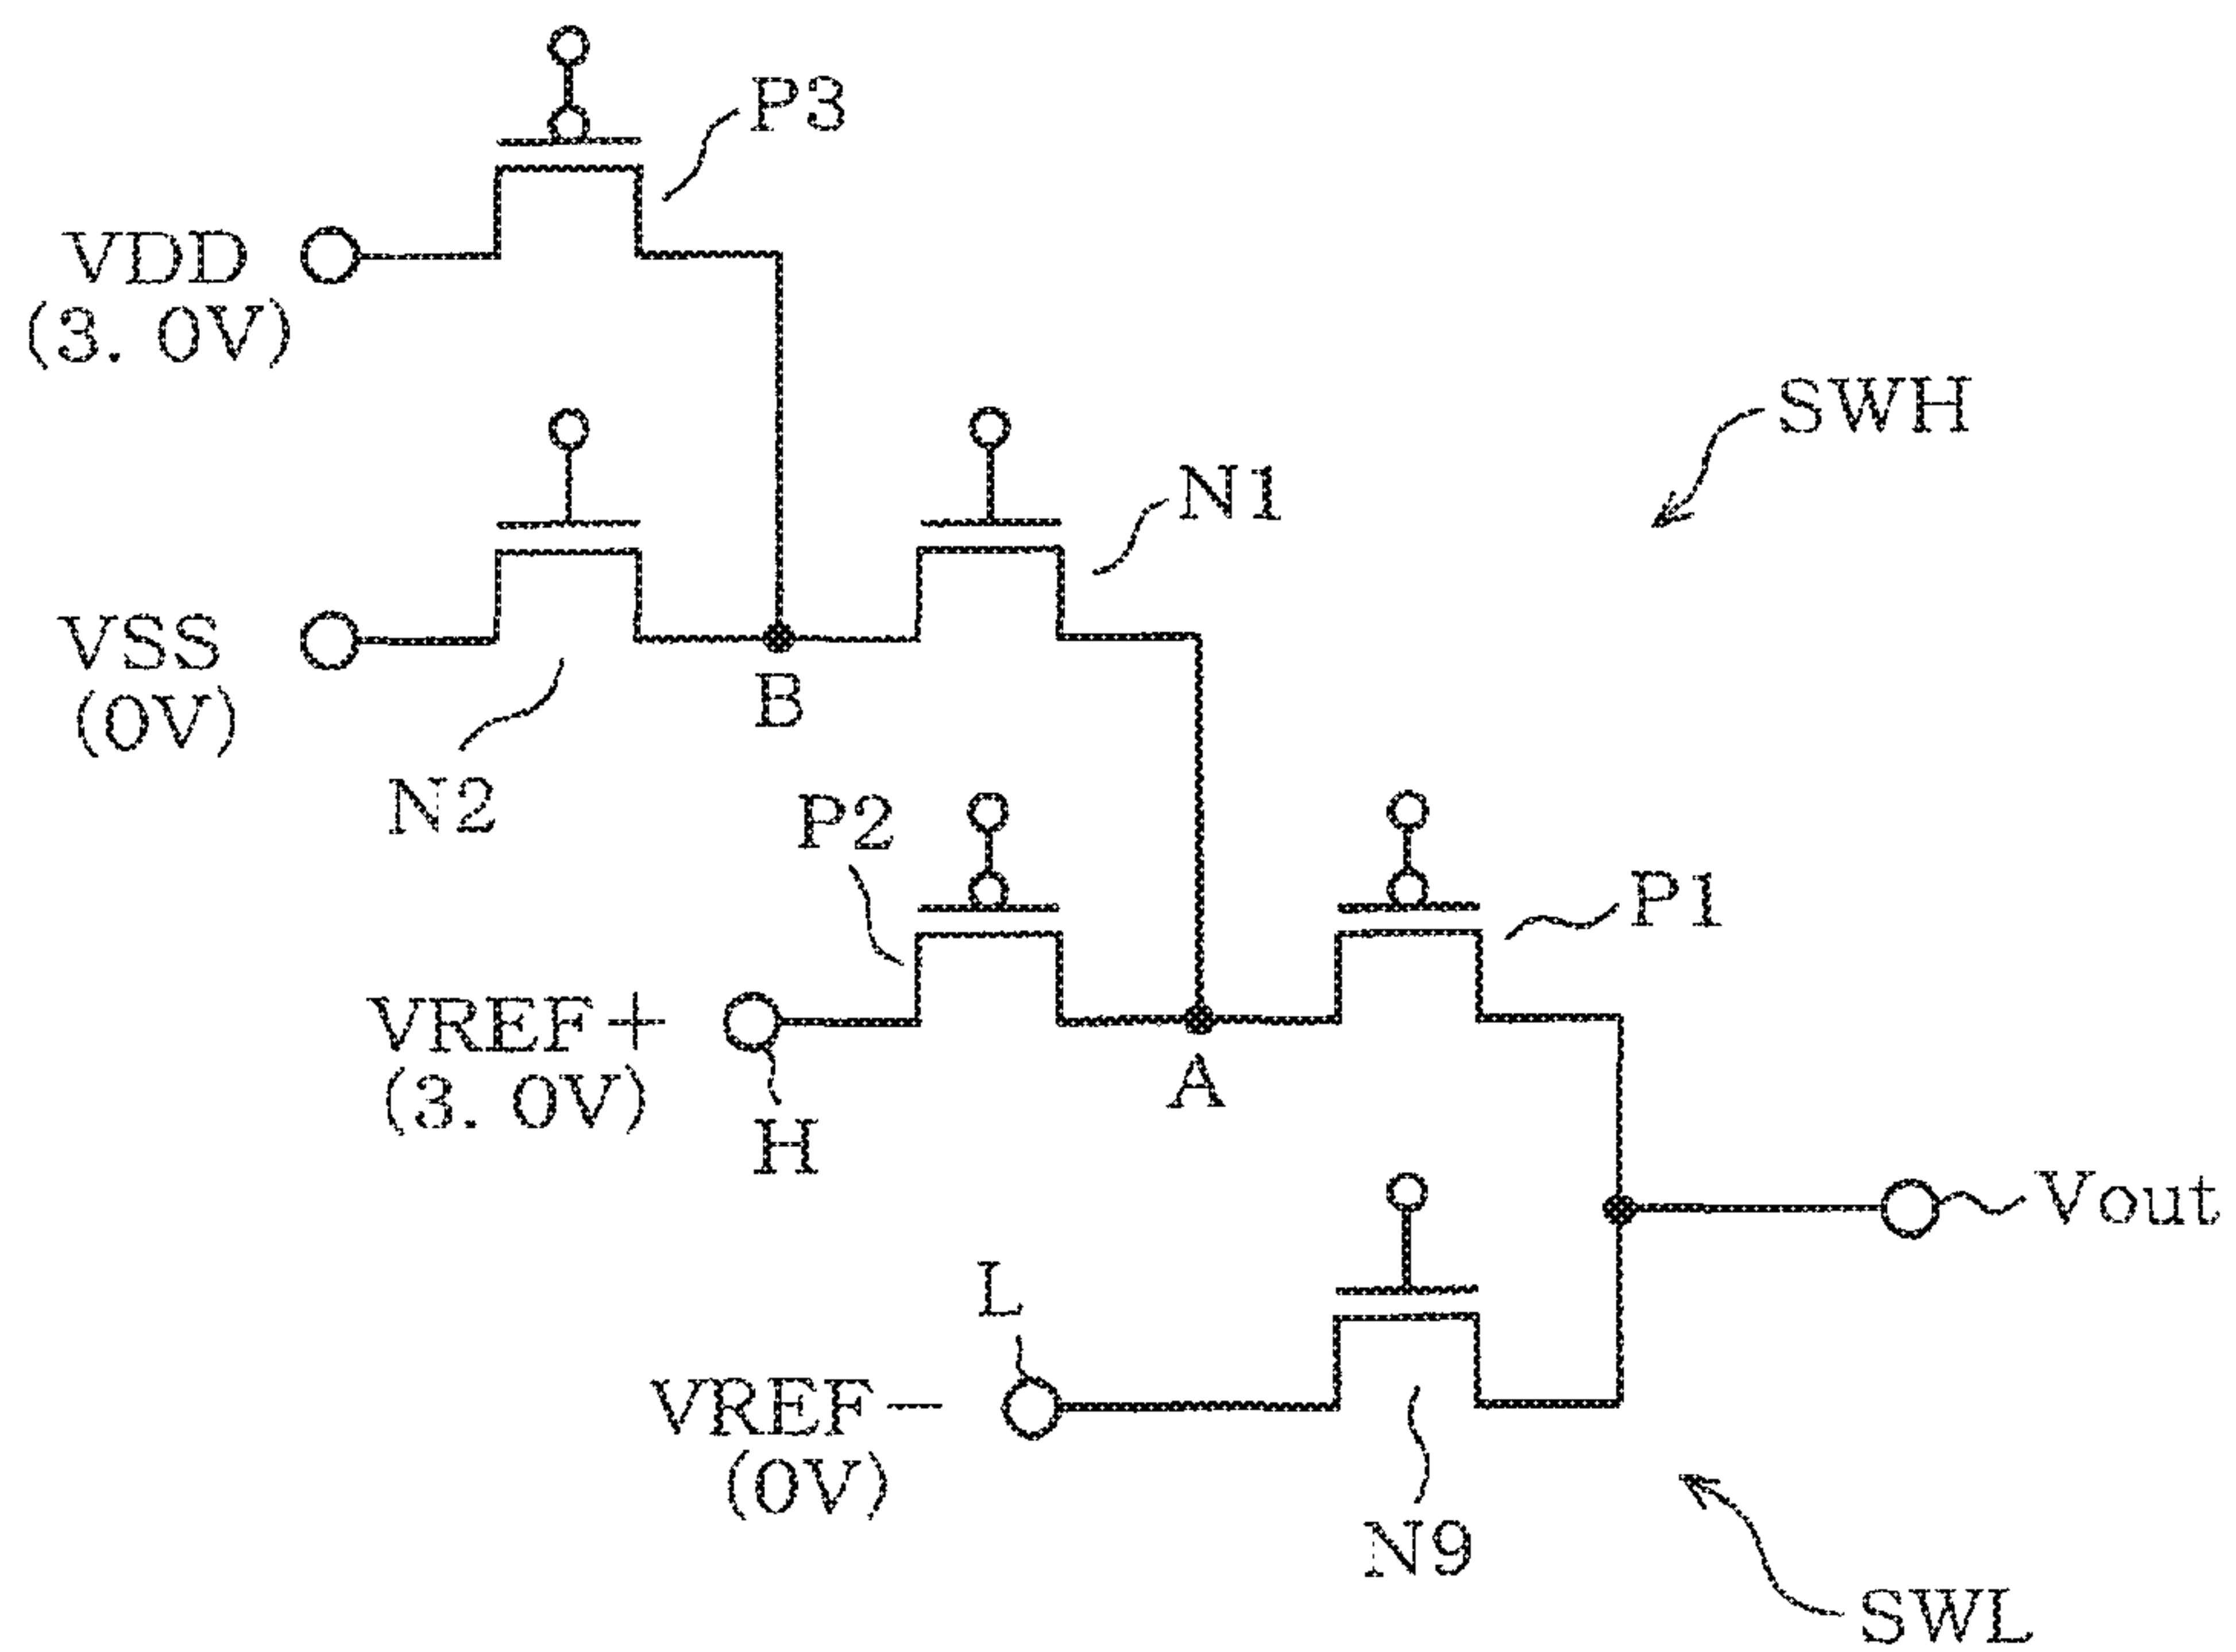 P3
VDD
(3. 0V)
SWH
N1
VSS
(0V)
B
N2
P2
P1
VREF+
(3. 0V)
A
H
Vout
L
VREF-
(0V)
N9
SWL